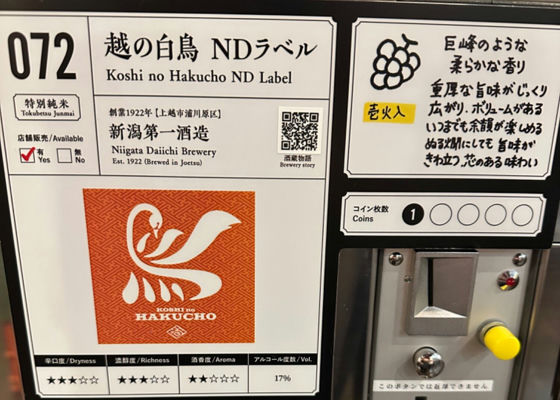 072
越の白鳥 NDラベル
Koshi no Hakucho ND Label
特別純米
Tokubetsu Junmai
店舗販売/Available
有 Yes
無 No
創業1922年【上越市浦川原区】
新潟第一酒造
Niigata Daiichi Brewery
Est. 1922 (Brewed in Joetsu)
酒蔵物語
Brewery story
KOSHI no
HAKUCHO
辛口度/Dryness
濃醇度/Richness
酒香度/Aroma
アルコール度数/Vol.
★★★☆☆
★★★☆☆
★★☆☆☆
17%
巨峰のような
柔らかな香り
壱火入
重厚な旨味がじっくり
広がり、ボリュームがある
いつまでも余韻が楽しめる
ぬる燗にしても旨味が
きわ立つ、芯のある味わい
コイン枚数
Coins
1
このボタンでは返却できません